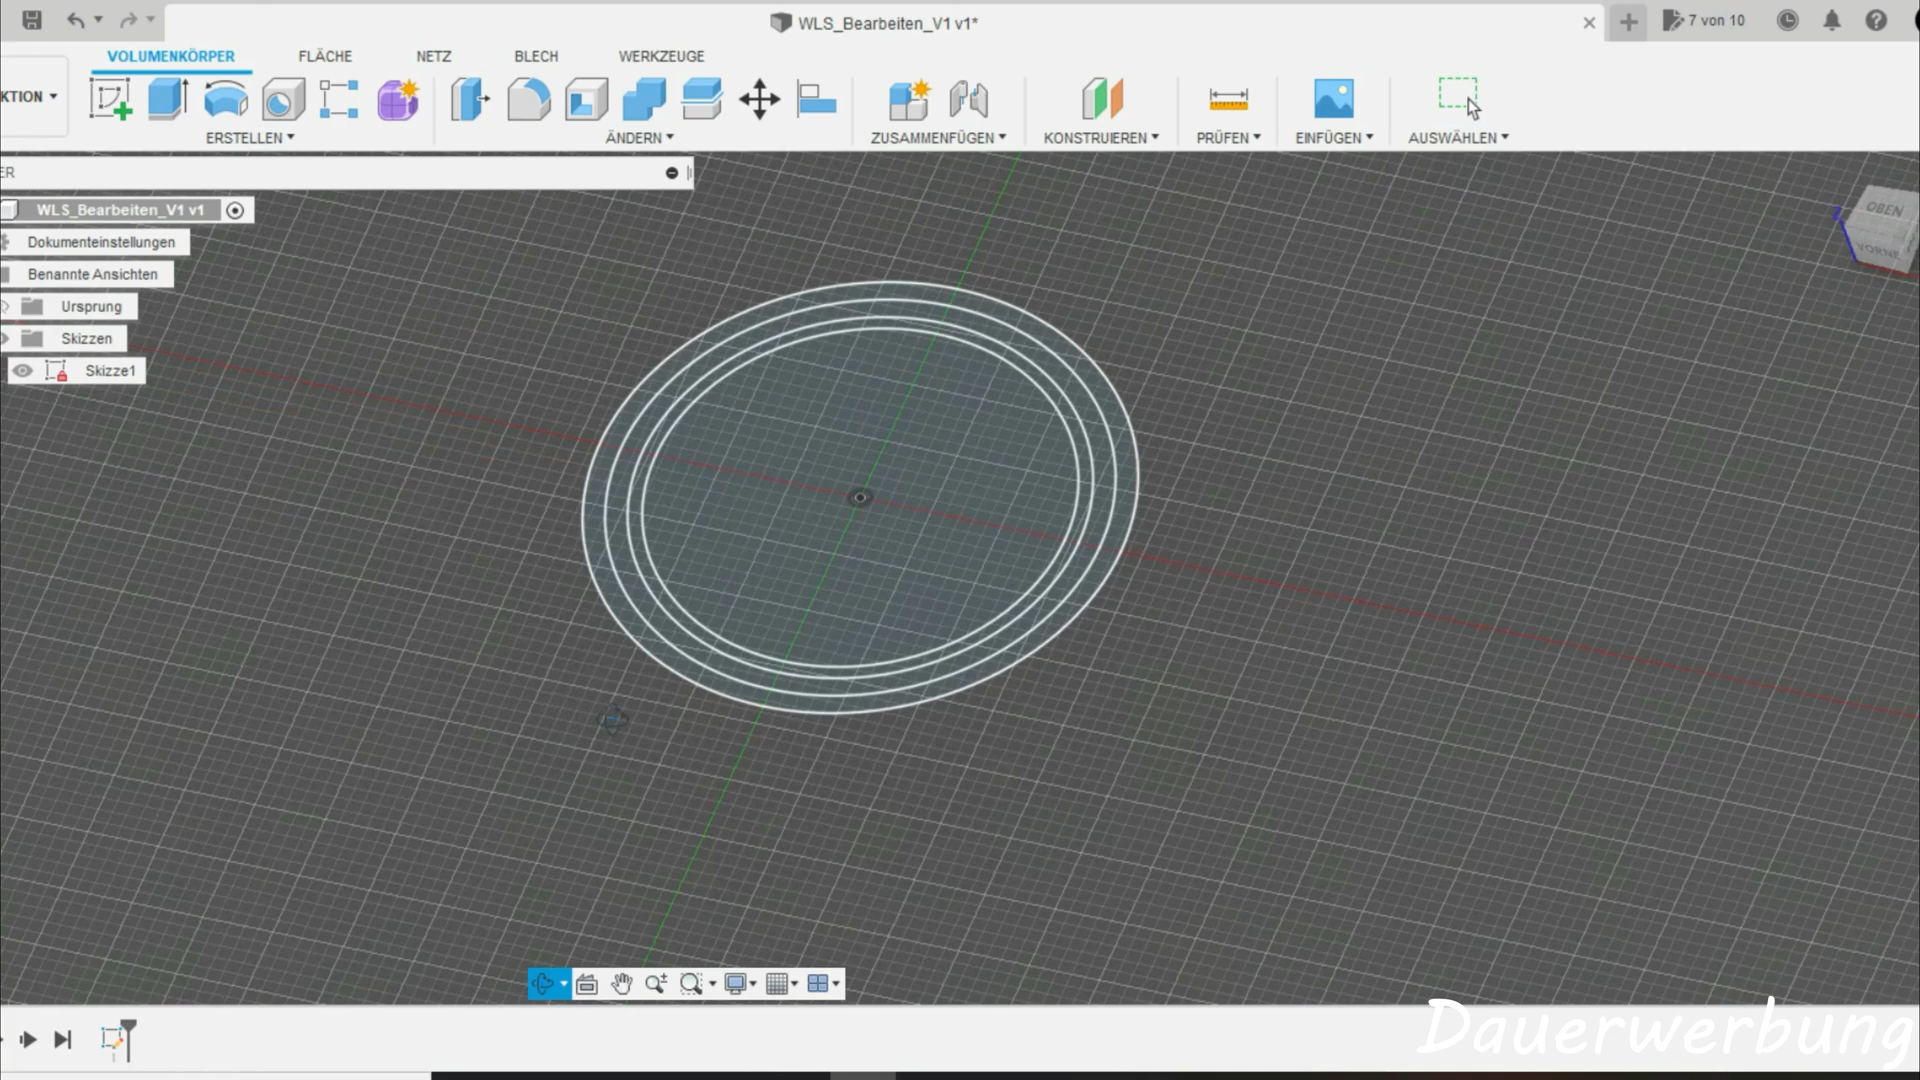 WLS_Bearbeiten_V1 v1*
7 von 10
VOLUMENKÖRPER
FLÄCHE
NETZ
BLECH
WERKZEUGE
KTION
ERSTELLEN
ÄNDERN
ZUSAMMENFÜGEN
KONSTRUIEREN
PRÜFEN
EINFÜGEN
AUSWÄHLEN
ER
WLS_Bearbeiten_V1 v1
Dokumenteinstellungen
Benannte Ansichten
Ursprung
Skizzen
Skizze1
OBEN
VORNE
Z
Dauerwerbung